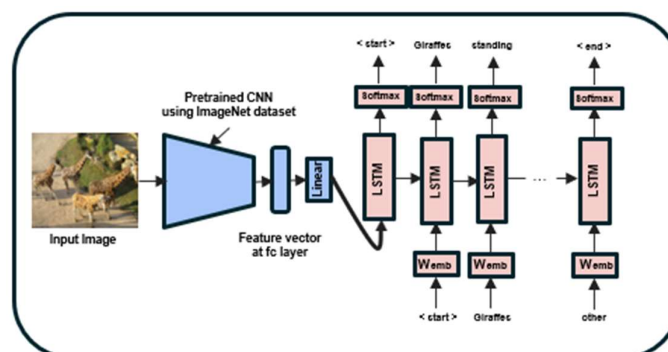 < start >
Giraffes
standing
< end >
Softmax
Softmax
Softmax
Softmax
Pretrained CNN
using ImageNet dataset
Linear
LSTM
LSTM
LSTM
...
LSTM
Input Image
Feature vector
at fc layer
Wemb
Wemb
Wemb
< start >
Giraffes
other